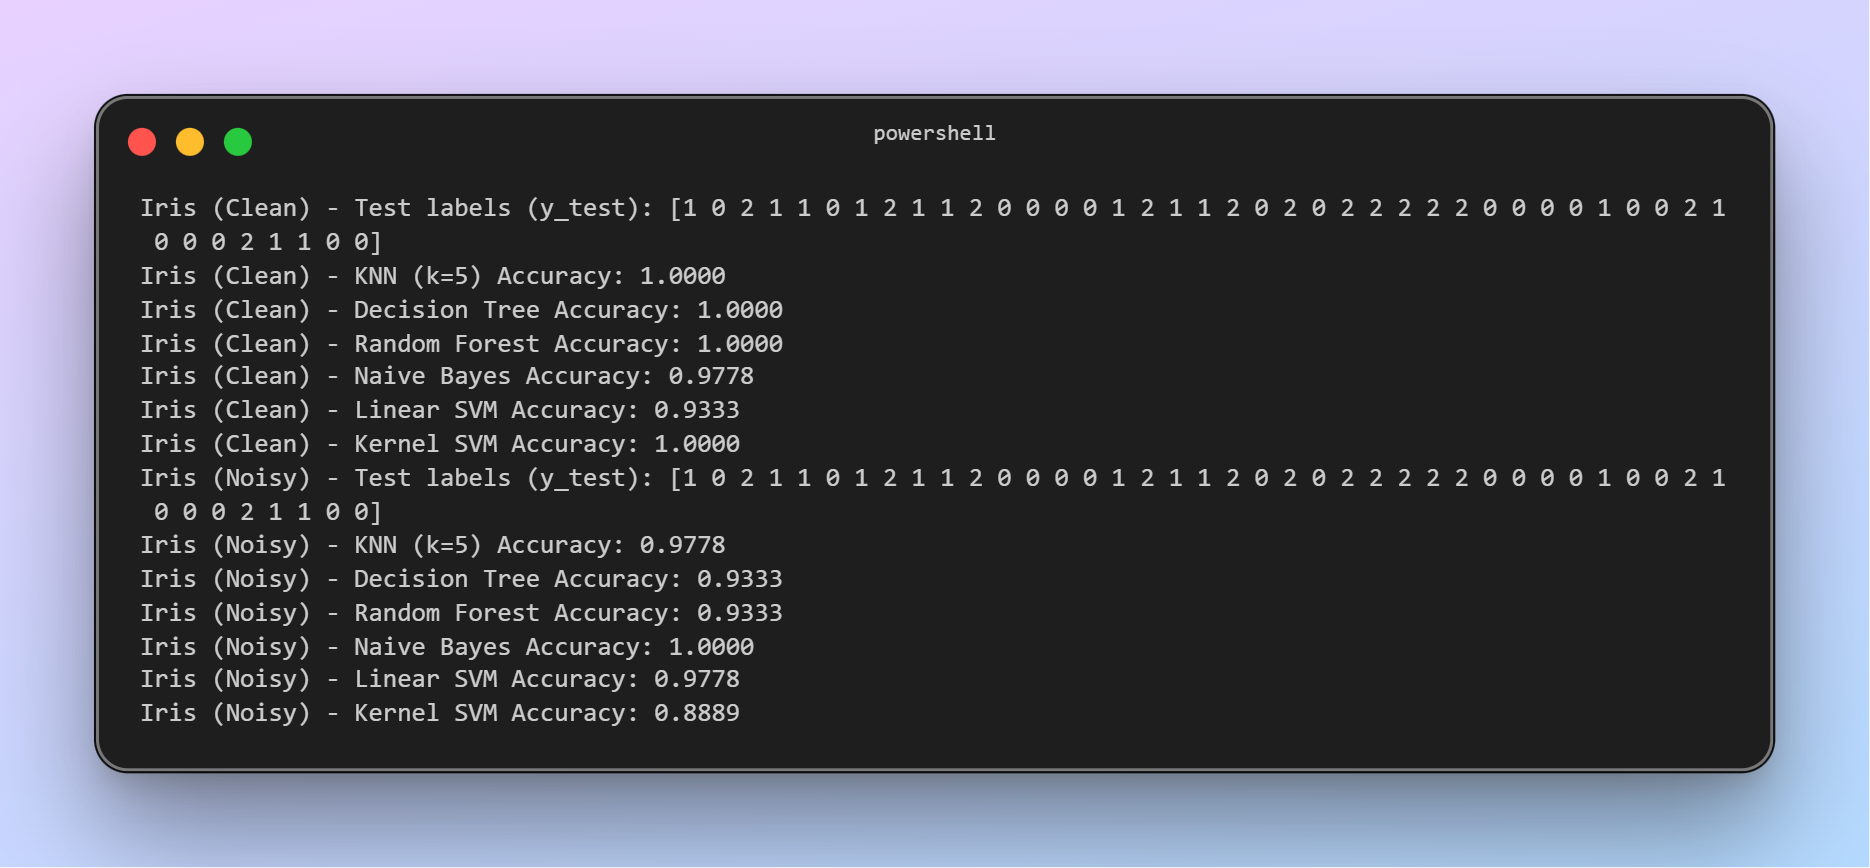 powershell
Iris (Clean) - Test labels (y_test): [1 0 2 1 1 0 1 2 1 1 2 0 0 0 0 1 2 1 1 2 0 2 0 2 2 2 2 2 0 0 0 0 1 0 0 2 1
 0 0 0 2 1 1 0 0]
Iris (Clean) - KNN (k=5) Accuracy: 1.0000
Iris (Clean) - Decision Tree Accuracy: 1.0000
Iris (Clean) - Random Forest Accuracy: 1.0000
Iris (Clean) - Naive Bayes Accuracy: 0.9778
Iris (Clean) - Linear SVM Accuracy: 0.9333
Iris (Clean) - Kernel SVM Accuracy: 1.0000
Iris (Noisy) - Test labels (y_test): [1 0 2 1 1 0 1 2 1 1 2 0 0 0 0 1 2 1 1 2 0 2 0 2 2 2 2 2 0 0 0 0 1 0 0 2 1
 0 0 0 2 1 1 0 0]
Iris (Noisy) - KNN (k=5) Accuracy: 0.9778
Iris (Noisy) - Decision Tree Accuracy: 0.9333
Iris (Noisy) - Random Forest Accuracy: 0.9333
Iris (Noisy) - Naive Bayes Accuracy: 1.0000
Iris (Noisy) - Linear SVM Accuracy: 0.9778
Iris (Noisy) - Kernel SVM Accuracy: 0.8889